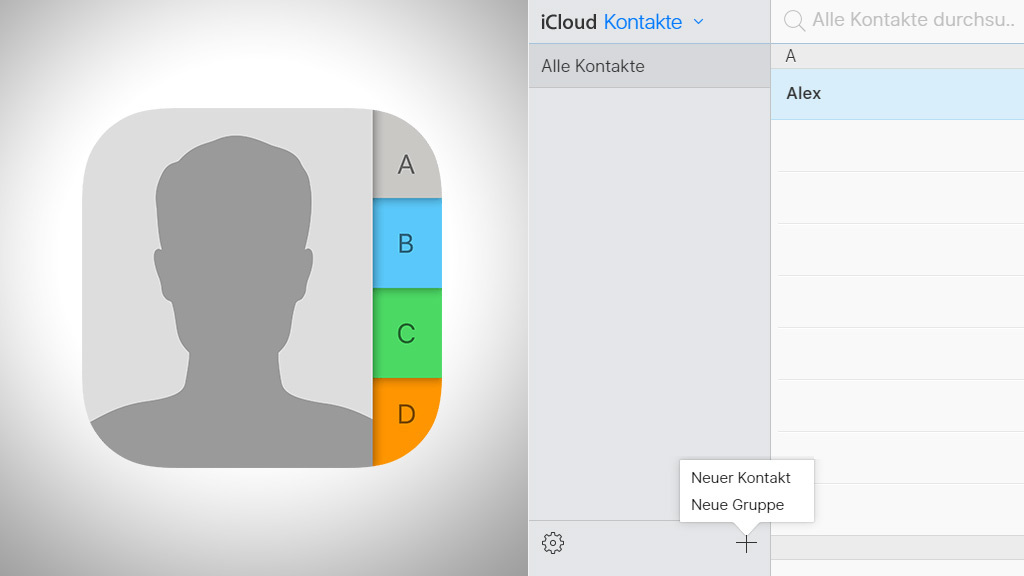 A
B
C
D
iCloud Kontakte
Alle Kontakte durchsu..
Alle Kontakte
A
Alex
Neuer Kontakt
Neue Gruppe